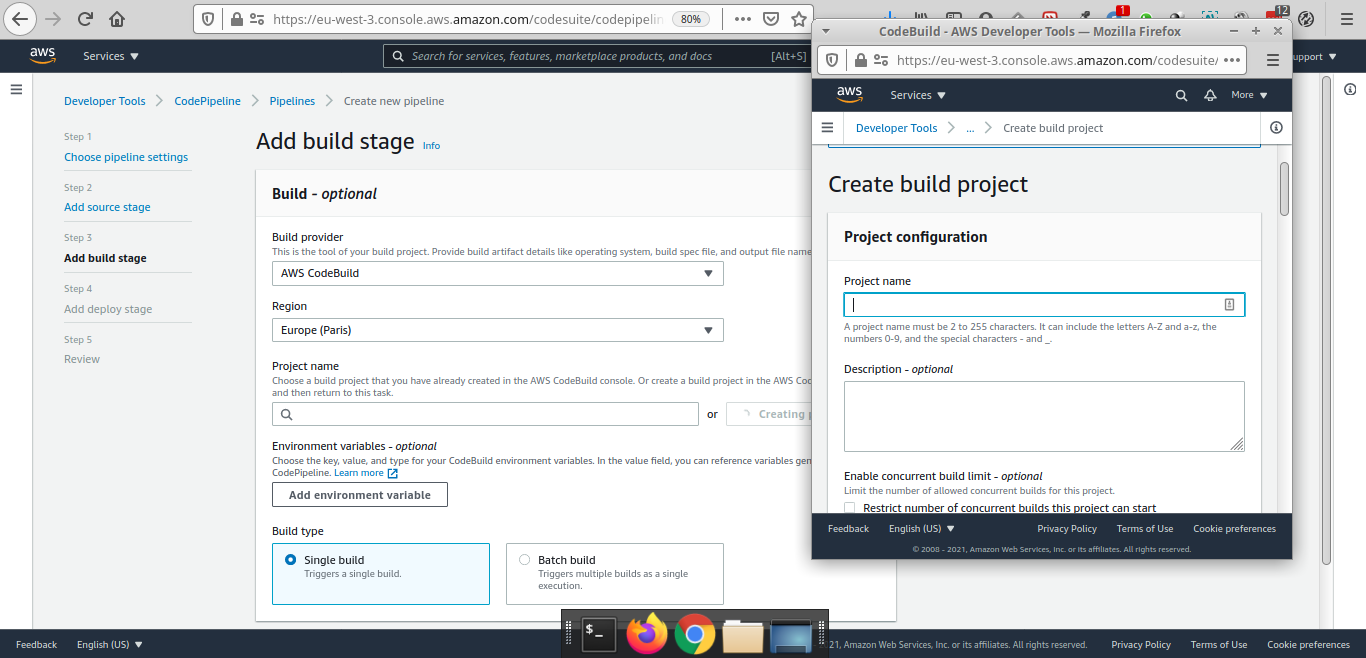 https://eu-west-3.console.aws.amazon.com/codesuite/codepipelin
80%
1
12
aws
Services
Search for services, features, marketplace products, and docs
[Alt+S]
upport
Developer Tools
CodePipeline
Pipelines
Create new pipeline
Step 1
Choose pipeline settings
Step 2
Add source stage
Step 3
Add build stage
Step 4
Add deploy stage
Step 5
Review
Add build stage Info
Build - optional
Build provider
This is the tool of your build project. Provide build artifact details like operating system, build spec file, and output file name
AWS CodeBuild
Region
Europe (Paris)
Project name
Choose a build project that you have already created in the AWS CodeBuild console. Or create a build project in the AWS Coc
and then return to this task.
or
Creating p
Environment variables - optional
Choose the key, value, and type for your CodeBuild environment variables. In the value field, you can reference variables gen
CodePipeline. Learn more
Add environment variable
Build type
Single build
Triggers a single build.
Batch build
Triggers multiple builds as a single
execution.
CodeBuild - AWS Developer Tools — Mozilla Firefox
https://eu-west-3.console.aws.amazon.com/codesuite/
aws
Services
More
Developer Tools
...
Create build project
Create build project
Project configuration
Project name
A project name must be 2 to 255 characters. It can include the letters A-Z and a-z, the
numbers 0-9, and the special characters - and _.
Description - optional
Enable concurrent build limit - optional
Limit the number of allowed concurrent builds for this project.
Restrict number of concurrent builds this project can start
Feedback
English (US)
Privacy Policy
Terms of Use
Cookie preferences
© 2008 - 2021, Amazon Web Services, Inc. or its affiliates. All rights reserved.
$_
Feedback
English (US)
21, Amazon Web Services, Inc. or its affiliates. All rights reserved.
Privacy Policy
Terms of Use
Cookie preferences